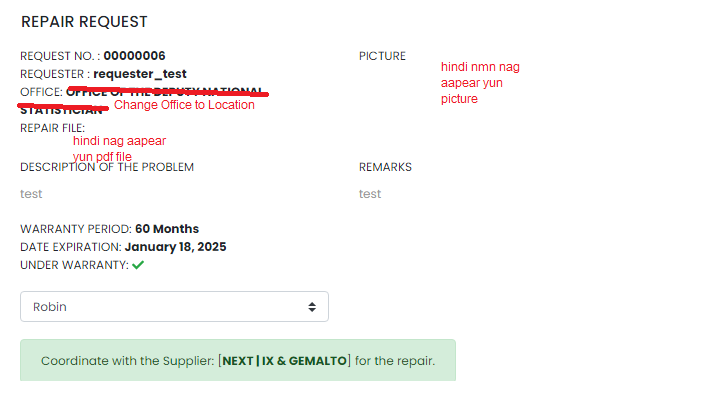 REPAIR REQUEST
REQUEST NO. : 00000006
REQUESTER : requester_test
OFFICE: OFFICE OF THE DEPUTY NATIONAL
STATISTICIAN
Change Office to Location
REPAIR FILE:
hindi nag aapear
yun pdf file
PICTURE
hindi nmn nag
aapear yun
picture
DESCRIPTION OF THE PROBLEM
test
REMARKS
test
WARRANTY PERIOD: 60 Months
DATE EXPIRATION: January 18, 2025
UNDER WARRANTY:
Robin
Coordinate with the Supplier: [NEXT | IX & GEMALTO] for the repair.